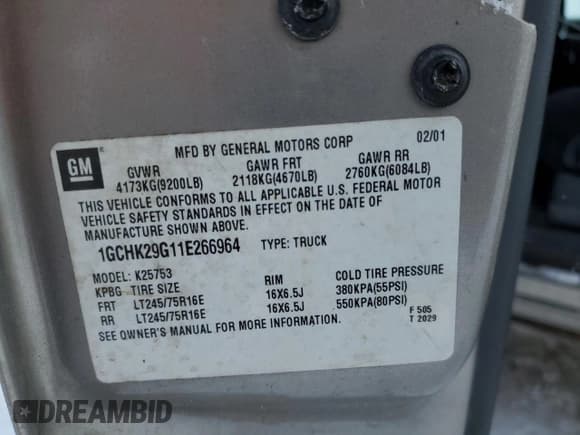 GM
MFD BY GENERAL MOTORS CORP 02/01
GVWR GAWR FRT GAWR RR
4173KG(9200LB) 2118KG(4670LB) 2760KG(6084LB)
THIS VEHICLE CONFORMS TO ALL APPLICABLE U.S. FEDERAL MOTOR
VEHICLE SAFETY STANDARDS IN EFFECT ON THE DATE OF
MANUFACTURE SHOWN ABOVE.
1GCHK29G11E266964 TYPE: TRUCK
MODEL: K25753
KPBG TIRE SIZE RIM COLD TIRE PRESSURE
FRT LT245/75R16E 16X6.5J 380KPA(55PSI)
RR LT245/75R16E 16X6.5J 550KPA(80PSI)
SEE OWNER'S MANUAL FOR MORE INFORMATION.
F 505
T 2029
DREAMBID